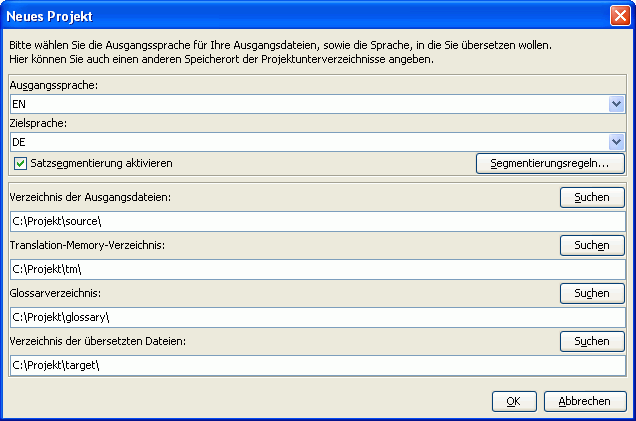 Neues Projekt
Bitte wählen Sie die Ausgangssprache für Ihre Ausgangsdateien, sowie die Sprache, in die Sie übersetzen wollen.
Hier können Sie auch einen anderen Speicherort der Projektunterverzeichnisse angeben.
Ausgangssprache:
EN
Zielsprache:
DE
Satzsegmentierung aktivieren
Segmentierungsregeln...
Verzeichnis der Ausgangsdateien:
Suchen
C:\Projekt\source\
Translation-Memory-Verzeichnis:
Suchen
C:\Projekt\tm\
Glossarverzeichnis:
Suchen
C:\Projekt\glossary\
Verzeichnis der übersetzten Dateien:
Suchen
C:\Projekt\target\
OK
Abbrechen